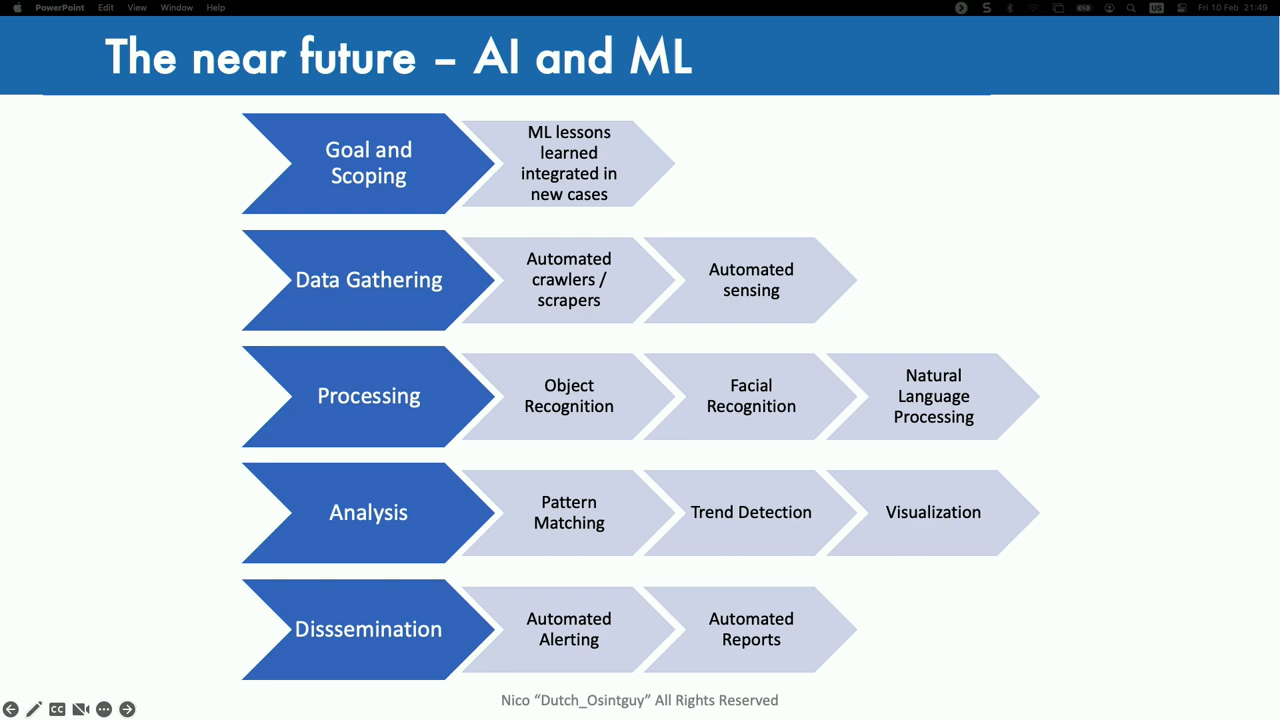 PowerPoint Edit View Window Help Fri 10 Feb 21:49
US
The near future – AI and ML
Goal and
Scoping
ML lessons
learned
integrated in
new cases
Data Gathering
Automated
crawlers /
scrapers
Automated
sensing
Processing
Object
Recognition
Facial
Recognition
Natural
Language
Processing
Analysis
Pattern
Matching
Trend Detection
Visualization
Disssemination
Automated
Alerting
Automated
Reports
Nico “Dutch_Osintguy” All Rights Reserved
CC